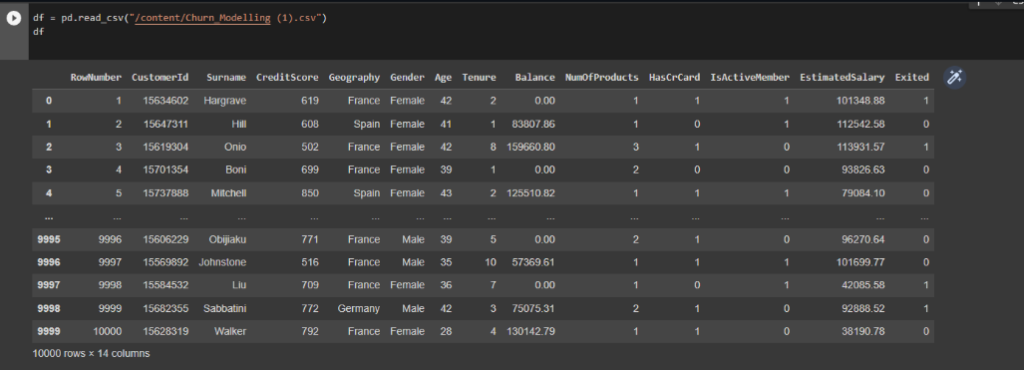 df = pd.read_csv("/content/Churn_Modelling (1).csv")
df
RowNumber CustomerId Surname CreditScore Geography Gender Age Tenure Balance NumOfProducts HasCrCard IsActiveMember EstimatedSalary Exited
0 1 15634602 Hargrave 619 France Female 42 2 0.00 1 1 1 101348.88 1
1 2 15647311 Hill 608 Spain Female 41 1 83807.86 1 0 1 112542.58 0
2 3 15619304 Onio 502 France Female 42 8 159660.80 3 1 0 113931.57 1
3 4 15701354 Boni 699 France Female 39 1 0.00 2 0 0 93826.63 0
4 5 15737888 Mitchell 850 Spain Female 43 2 125510.82 1 1 1 79084.10 0
... ... ... ... ... ... ... ... ... ... ... ... ... ... ...
9995 9996 15606229 Obijiaku 771 France Male 39 5 0.00 2 1 0 96270.64 0
9996 9997 15569892 Johnstone 516 France Male 35 10 57369.61 1 1 1 101699.77 0
9997 9998 15584532 Liu 709 France Female 36 7 0.00 1 0 1 42085.58 1
9998 9999 15682355 Sabbatini 772 Germany Male 42 3 75075.31 2 1 0 92888.52 1
9999 10000 15628319 Walker 792 France Female 28 4 130142.79 1 1 0 38190.78 0
10000 rows × 14 columns